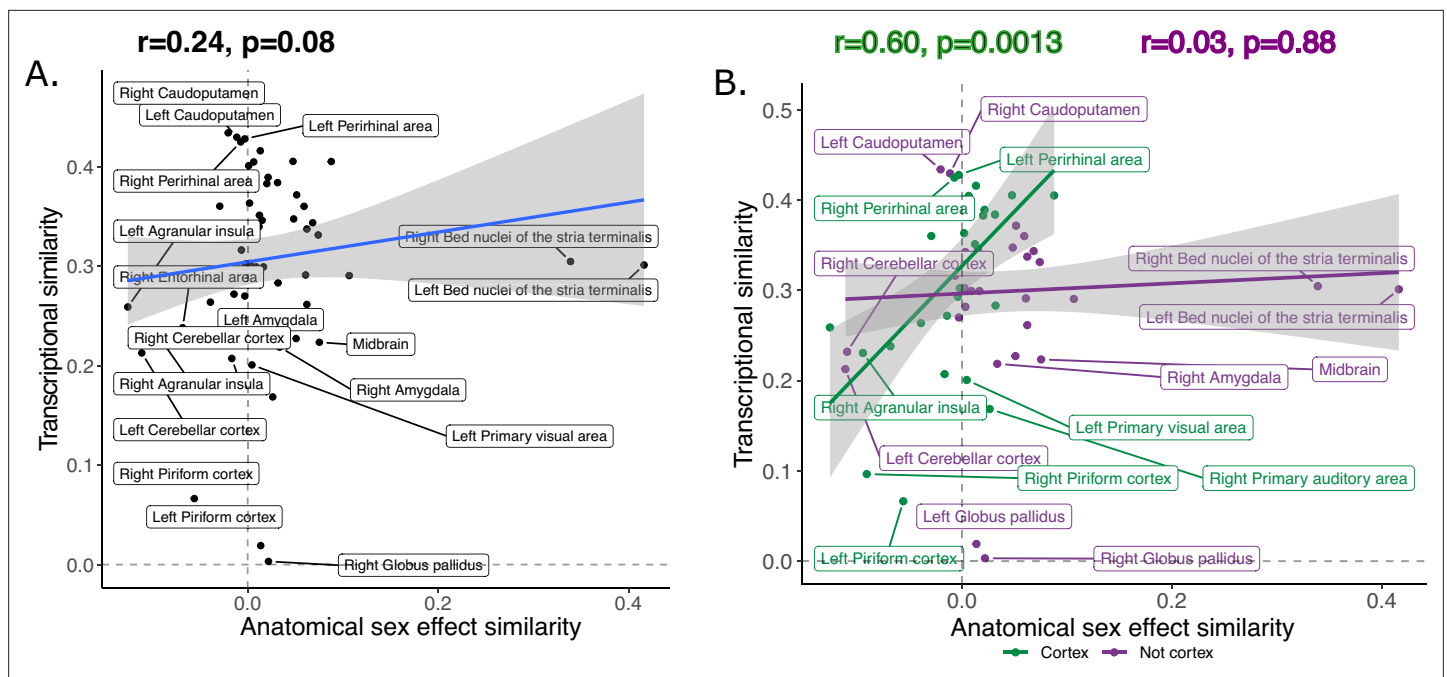 r=0.24, p=0.08
A.
Right Caudoputamen
Left Caudoputamen
Left Perirhinal area
Right Perirhinal area
Left Agranular insula
Right Bed nuclei of the stria terminalis
Right Entorhinal area
Left Bed nuclei of the stria terminalis
Left Amygdala
Right Cerebellar cortex
Midbrain
Right Agranular insula
Right Amygdala
Left Cerebellar cortex
Left Primary visual area
Right Piriform cortex
Left Piriform cortex
Right Globus pallidus
0.4
0.3
0.2
0.1
0.0
Transcriptional similarity
0.0 0.2 0.4
Anatomical sex effect similarity
r=0.60, p=0.0013 r=0.03, p=0.88
B.
Right Caudoputamen
Left Caudoputamen
Left Perirhinal area
Right Perirhinal area
Right Cerebellar cortex
Right Bed nuclei of the stria terminalis
Left Bed nuclei of the stria terminalis
Midbrain
Right Amygdala
Right Agranular insula
Left Primary visual area
Left Cerebellar cortex
Right Piriform cortex
Right Primary auditory area
Left Globus pallidus
Left Piriform cortex
Right Globus pallidus
0.5
0.4
0.3
0.2
0.1
0.0
Transcriptional similarity
0.0 0.2 0.4
Anatomical sex effect similarity
Cortex Not cortex